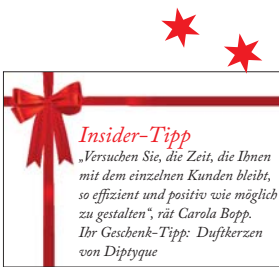 Insider-Tipp
„Versuchen Sie, die Zeit, die Ihnen
mit dem einzelnen Kunden bleibt,
so effizient und positiv wie möglich
zu gestalten“, rät Carola Bopp.
Ihr Geschenk-Tipp: Duftkerzen
von Diptyque